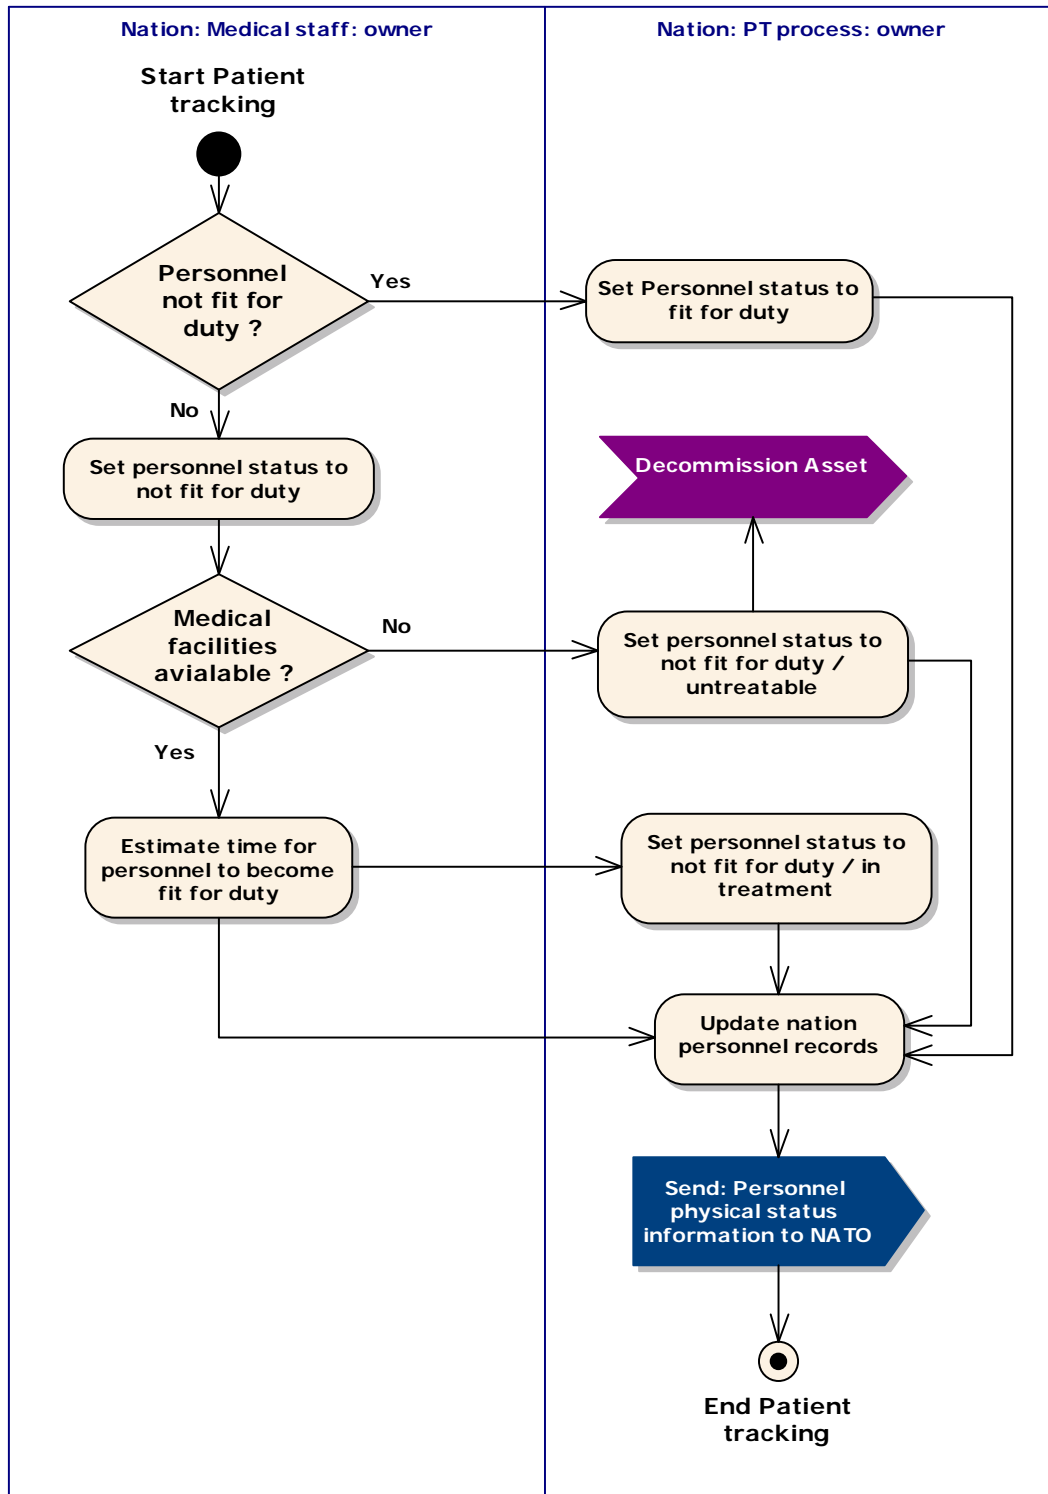 Nation: Medical staff: owner
Nation: PT process: owner
Start Patient
tracking
Personnel
not fit for
duty ?
Yes
Set Personnel status to
fit for duty
No
Set personnel status to
not fit for duty
Decommission Asset
Medical
facilities
avialable ?
No
Set personnel status to
not fit for duty /
untreatable
Yes
Estimate time for
personnel to become
fit for duty
Set personnel status to
not fit for duty / in
treatment
Update nation
personnel records
Send: Personnel
physical status
information to NATO
End Patient
tracking